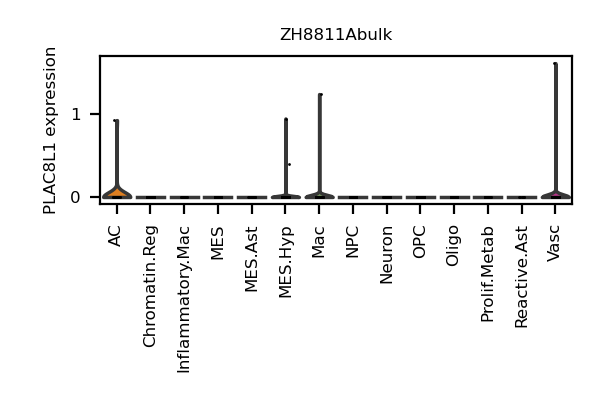 ZH8811Abulk
PLAC8L1 expression
1
0
AC
Chromatin.Reg
Inflammatory.Mac
MES
MES.Ast
MES.Hyp
Mac
NPC
Neuron
OPC
Oligo
Prolif.Metab
Reactive.Ast
Vasc